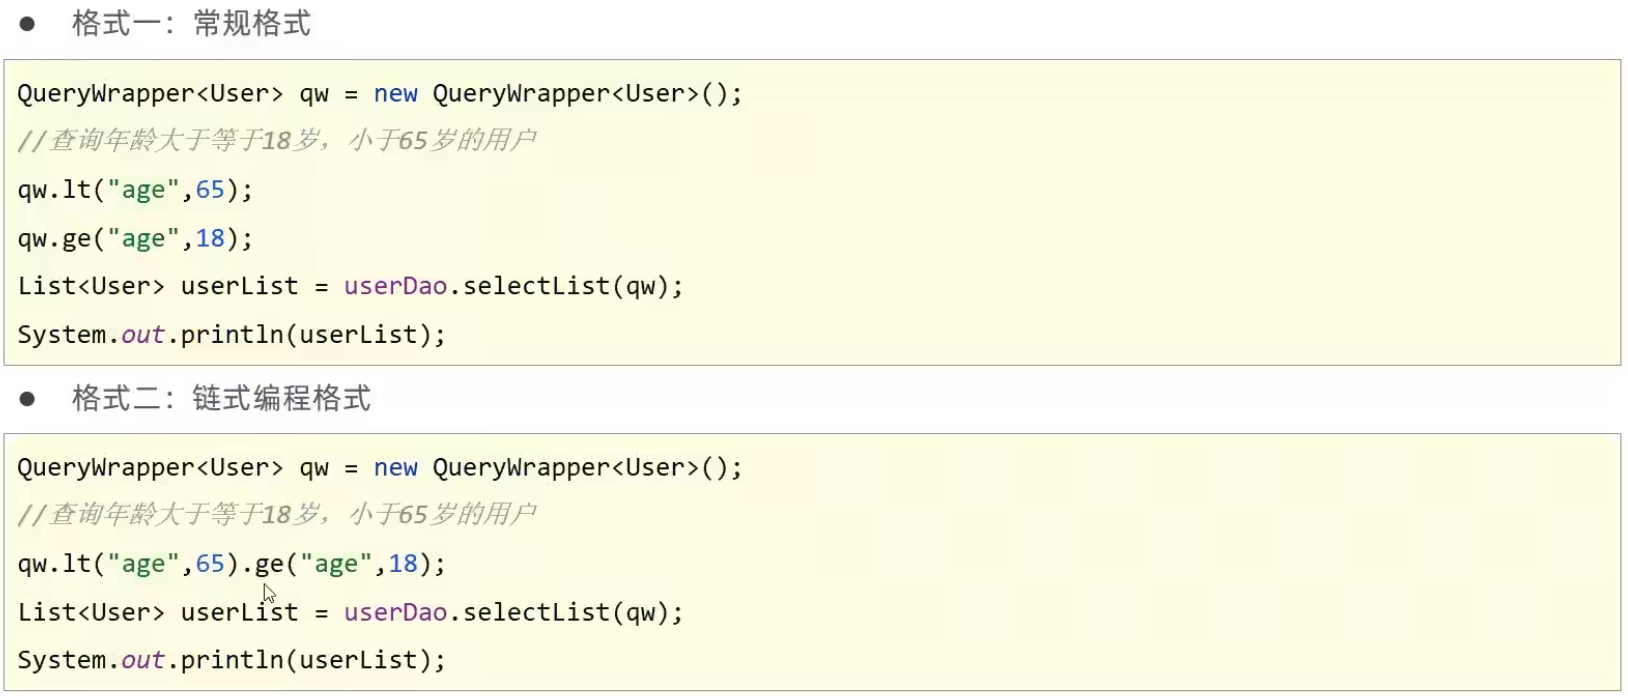 ● 格式一：常规格式
QueryWrapper<User> qw = new QueryWrapper<User>();
//查询年龄大于等于18岁，小于65岁的用户
qw.lt("age",65);
qw.ge("age",18);
List<User> userList = userDao.selectList(qw);
System.out.println(userList);
● 格式二：链式编程格式
QueryWrapper<User> qw = new QueryWrapper<User>();
//查询年龄大于等于18岁，小于65岁的用户
qw.lt("age",65).ge("age",18);
List<User> userList = userDao.selectList(qw);
System.out.println(userList);